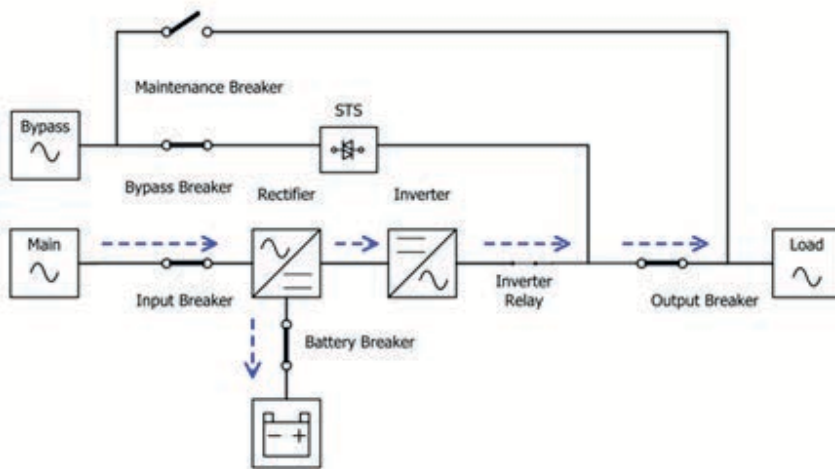 Maintenance Breaker
STS
Bypass
Bypass Breaker
Rectifier
Inverter
Main
Load
Input Breaker
Inverter
Relay
Output Breaker
Battery Breaker